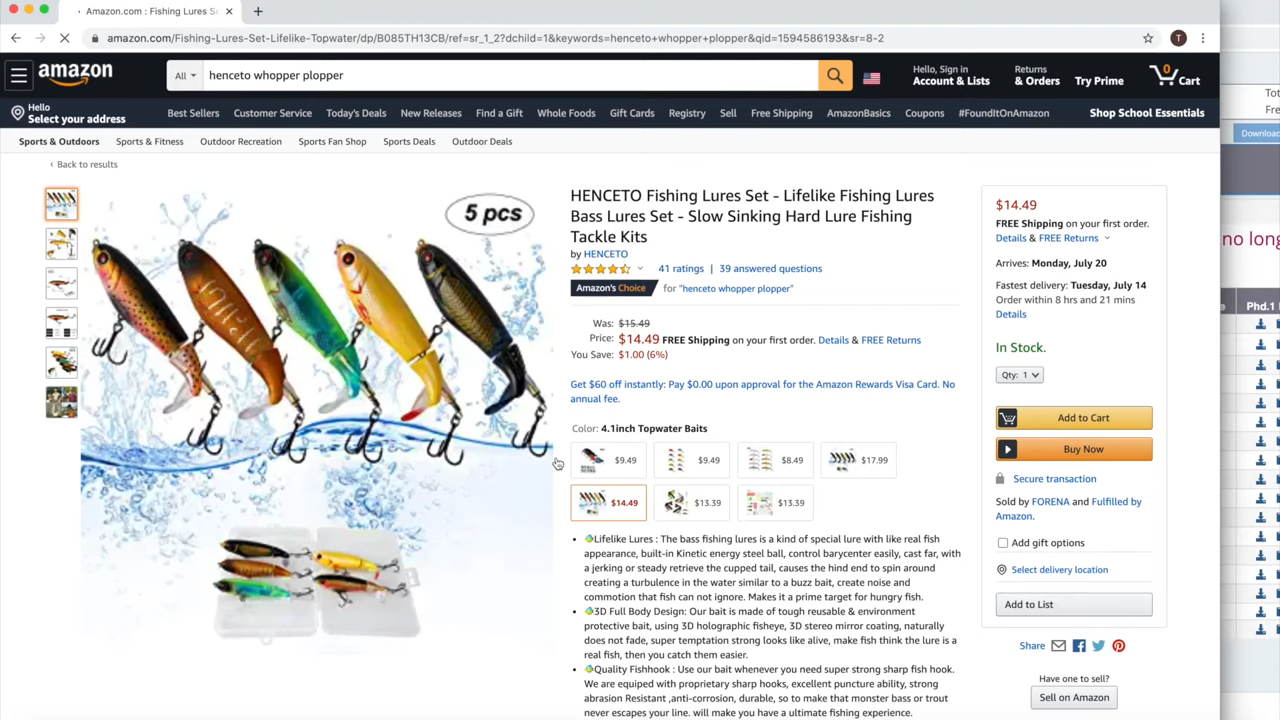 Amazon.com : Fishing Lures S
amazon.com/Fishing-Lures-Set-Lifelike-Topwater/dp/B085TH13CB/ref=sr_1_2?dchild=1&keywords=henceto+whopper+plopper&qid=1594586193&sr=8-2
T
amazon
All
henceto whopper plopper
Hello, Sign in
Account & Lists
Returns
& Orders
Try Prime
0
Cart
Hello
Select your address
Best Sellers
Customer Service
Today's Deals
New Releases
Find a Gift
Whole Foods
Gift Cards
Registry
Sell
Free Shipping
AmazonBasics
Coupons
#FoundItOnAmazon
Shop School Essentials
Sports & Outdoors
Sports & Fitness
Outdoor Recreation
Sports Fan Shop
Sports Deals
Outdoor Deals
‹ Back to results
5 pcs
HENCETO Fishing Lures Set - Lifelike Fishing Lures
Bass Lures Set - Slow Sinking Hard Lure Fishing
Tackle Kits
by HENCETO
41 ratings | 39 answered questions
Amazon's Choice for "henceto whopper plopper"
Was: $15.49
Price: $14.49 FREE Shipping on your first order. Details & FREE Returns
You Save: $1.00 (6%)
Get $60 off instantly: Pay $0.00 upon approval for the Amazon Rewards Visa Card. No
annual fee.
Color: 4.1inch Topwater Baits
$9.49
$9.49
$8.49
$17.99
$14.49
$13.39
$13.39
• Lifelike Lures : The bass fishing lures is a kind of special lure with like real fish
appearance, built-in Kinetic energy steel ball, control barycenter easily, cast far, with
a jerking or steady retrieve the cupped tail, causes the hind end to spin around
creating a turbulence in the water similar to a buzz bait, create noise and
commotion that fish can not ignore. Makes it a prime target for hungry fish.
• 3D Full Body Design: Our bait is made of tough reusable & environment
protective bait, using 3D holographic fisheye, 3D stereo mirror coating, naturally
does not fade, super temptation strong looks like alive, make fish think the lure is a
real fish, then you catch them easier.
• Quality Fishhook : Use our bait whenever you need super strong sharp fish hook.
We are equiped with proprietary sharp hooks, excellent puncture ability, strong
abrasion Resistant ,anti-corrosion, durable, so to make that monster bass or trout
never escapes your line. will make you have a ultimate fishing experience.
$14.49
FREE Shipping on your first order.
Details & FREE Returns
Arrives: Monday, July 20
Fastest delivery: Tuesday, July 14
Order within 8 hrs and 21 mins
Details
In Stock.
Qty: 1
Add to Cart
Buy Now
Secure transaction
Sold by FORENA and Fulfilled by
Amazon.
Add gift options
Select delivery location
Add to List
Share
Have one to sell?
Sell on Amazon
Tot
Fre
Downloa
no long
Phd.1